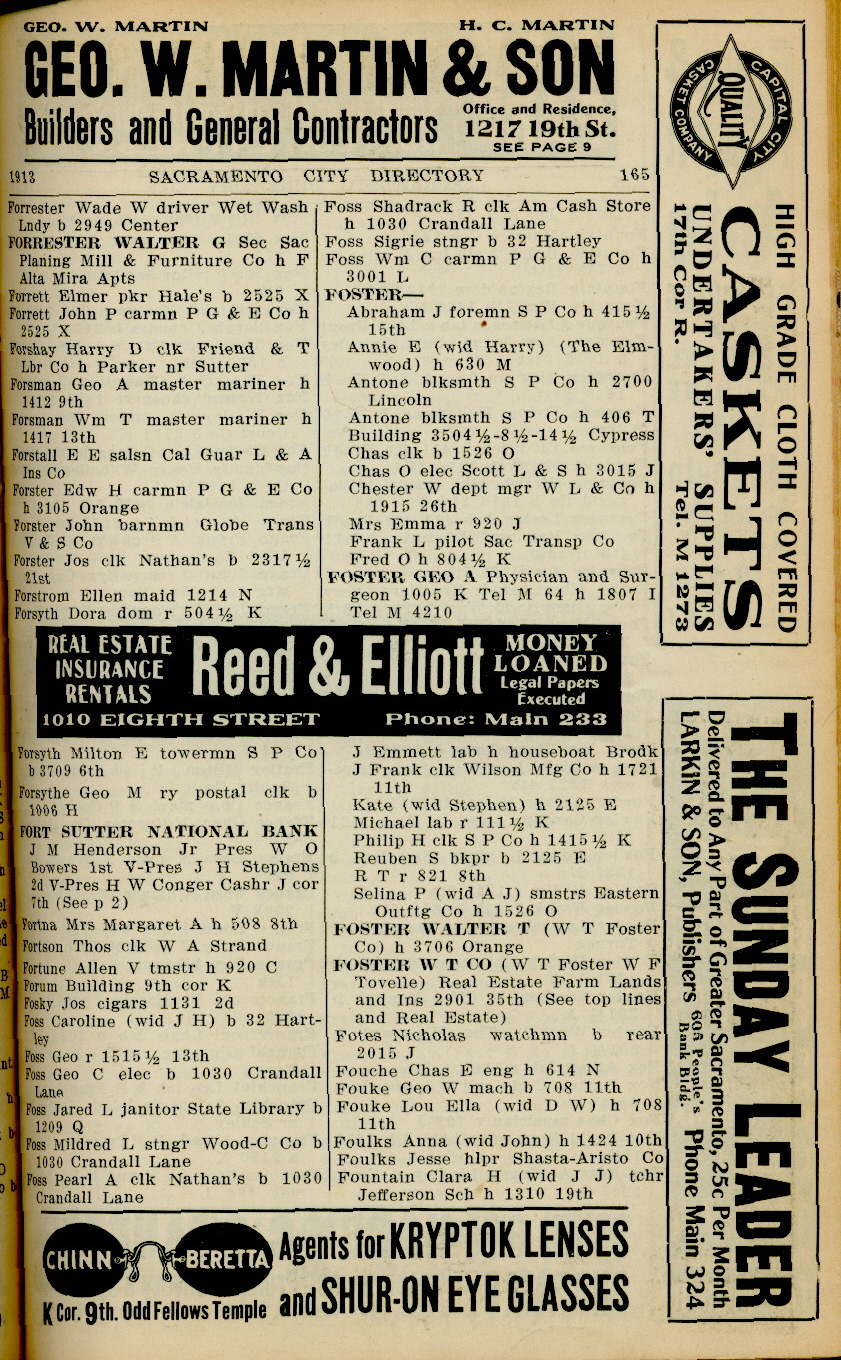 GEO. W. MARTIN H. C. MARTIN
GEO. W. MARTIN & SON
Builders and General Contractors
Office and Residence,
1217 19th St.
SEE PAGE 9
1913 SACRAMENTO CITY DIRECTORY 165
Forrester Wade W driver Wet Wash
Lndy b 2949 Center
FORRESTER WALTER G Sec Sac
Planing Mill & Furniture Co h F
Alta Mira Apts
Forrett Elmer pkr Hale's b 2525 X
Forrett John P carmn P G & E Co h
2525 X
Forshay Harry D clk Friend & T
Lbr Co h Parker nr Sutter
Forsman Geo A master mariner h
1412 9th
Forsman Wm T master mariner h
1417 13th
Forstall E E salsn Cal Guar L & A
Ins Co
Forster Edw H carmn P G & E Co
h 3105 Orange
Forster John barnmn Globe Trans
V & S Co
Forster Jos clk Nathan's b 2317½
21st
Forstrom Ellen maid 1214 N
Forsyth Dora dom r 504½ K
Foss Shadrack R clk Am Cash Store
h 1030 Crandall Lane
Foss Sigrie stngr b 32 Hartley
Foss Wm C carmn P G & E Co h
3001 L
FOSTER—
Abraham J foremn S P Co h 415½
15th
Annie E (wid Harry) (The Elm-
wood) h 630 M
Antone blksmth S P Co h 2700
Lincoln
Antone blksmth S P Co h 406 T
Building 3504½-8½-14½ Cypress
Chas clk b 1526 O
Chas O elec Scott L & S h 3015 J
Chester W dept mgr W L & Co h
1915 26th
Mrs Emma r 920 J
Frank L pilot Sac Transp Co
Fred O h 804½ K
FOSTER GEO A Physician and Sur-
geon 1005 K Tel M 64 h 1807 I
Tel M 4210
REAL ESTATE
INSURANCE
RENTALS
Reed & Elliott
MONEY
LOANED
Legal Papers
Executed
1010 EIGHTH STREET Phone: Main 233
Forsyth Milton E towermn S P Co
b 3709 6th
Forsythe Geo M ry postal clk b
1006 H
FORT SUTTER NATIONAL BANK
J M Henderson Jr Pres W O
Bowers 1st V-Pres J H Stephens
2d V-Pres H W Conger Cashr J cor
7th (See p 2)
Fortna Mrs Margaret A h 508 8th
Fortson Thos clk W A Strand
Fortune Allen V tmstr h 920 C
Forum Building 9th cor K
Fosky Jos cigars 1131 2d
Foss Caroline (wid J H) b 32 Hart-
ley
Foss Geo r 1515½ 13th
Foss Geo C elec b 1030 Crandall
Lane
Foss Jared L janitor State Library b
1209 Q
Foss Mildred L stngr Wood-C Co b
1030 Crandall Lane
Foss Pearl A clk Nathan's b 1030
Crandall Lane
J Emmett lab h houseboat Brodk
J Frank clk Wilson Mfg Co h 1721
11th
Kate (wid Stephen) h 2125 E
Michael lab r 111½ K
Philip H clk S P Co h 1415½ K
Reuben S bkpr b 2125 E
R T r 821 8th
Selina P (wid A J) smstrs Eastern
Outftg Co h 1526 O
FOSTER WALTER T (W T Foster
Co) h 3706 Orange
FOSTER W T CO (W T Foster W F
Tovelle) Real Estate Farm Lands
and Ins 2901 35th (See top lines
and Real Estate)
Fotes Nicholas watchmn b rear
2015 J
Fouche Chas E eng h 614 N
Fouke Geo W mach b 708 11th
Fouke Lou Ella (wid D W) h 708
11th
Foulks Anna (wid John) h 1424 10th
Foulks Jesse hlpr Shasta-Aristo Co
Fountain Clara H (wid J J) tchr
Jefferson Sch h 1310 19th
CHINN BERETTA
K Cor. 9th. Odd Fellows Temple
Agents for KRYPTOK LENSES
and SHUR-ON EYE GLASSES
CAPITAL CITY
QUALITY
CASKET COMPANY
HIGH GRADE CLOTH COVERED
CASKETS
UNDERTAKERS' SUPPLIES
17th Cor R. Tel. M 1273
THE SUNDAY LEADER
Delivered to Any Part of Greater Sacramento, 25c Per Month
LARKIN & SON, Publishers 605 People's Bank Bldg. Phone Main 324